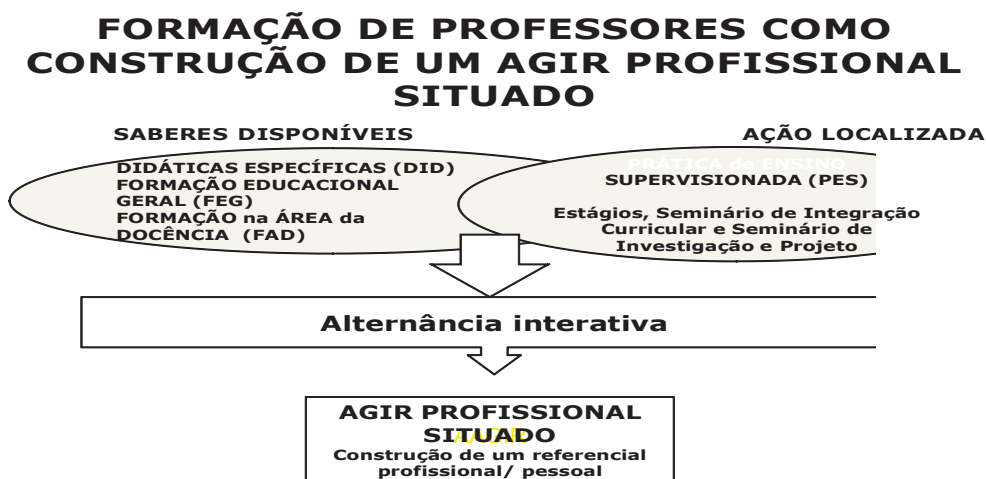 FORMAÇÃO DE PROFESSORES COMO
CONSTRUÇÃO DE UM AGIR PROFISSIONAL
SITUADO
SABERES DISPONÍVEIS
AÇÃO LOCALIZADA
DIDÁTICAS ESPECÍFICAS (DID)
FORMAÇÃO EDUCACIONAL
GERAL (FEG)
FORMAÇÃO na ÁREA da
DOCÊNCIA (FAD)
PRÁTICA de ENSINO
SUPERVISIONADA (PES)
Estágios, Seminário de Integração
Curricular e Seminário de
Investigação e Projeto
Alternância interativa
AGIR PROFISSIONAL
SITUADO
Construção de um referencial
profissional/ pessoal